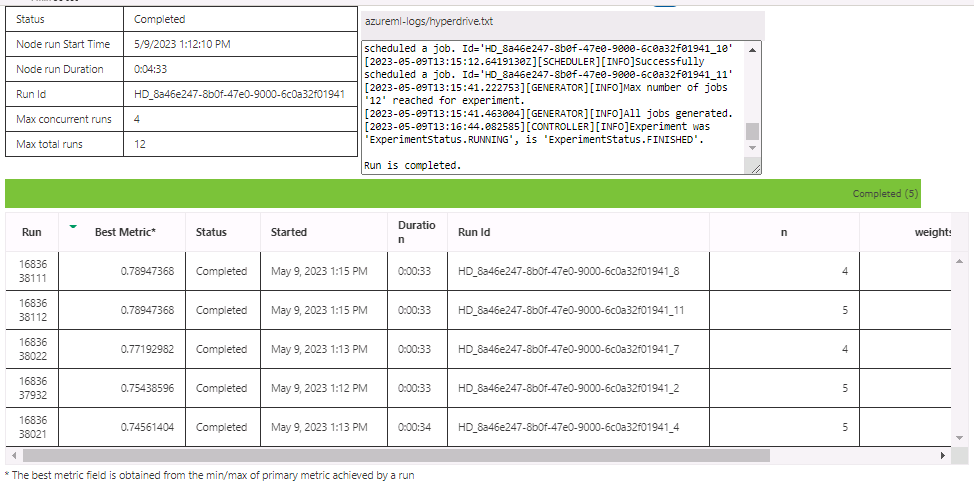 Status Completed
Node run Start Time 5/9/2023 1:12:10 PM
Node run Duration 0:04:33
Run Id HD_8a46e247-8b0f-47e0-9000-6c0a32f01941
Max concurrent runs 4
Max total runs 12
azureml-logs/hyperdrive.txt
scheduled a job. Id='HD_8a46e247-8b0f-47e0-9000-6c0a32f01941_10'
[2023-05-09T13:15:12.6419130Z][SCHEDULER][INFO]Successfully
scheduled a job. Id='HD_8a46e247-8b0f-47e0-9000-6c0a32f01941_11'
[2023-05-09T13:15:41.222753][GENERATOR][INFO]Max number of jobs
'12' reached for experiment.
[2023-05-09T13:15:41.463004][GENERATOR][INFO]All jobs generated.
[2023-05-09T13:16:44.082585][CONTROLLER][INFO]Experiment was
'ExperimentStatus.RUNNING', is 'ExperimentStatus.FINISHED'.
Run is completed.
Completed (5)
Run Best Metric* Status Started Duratio
n Run Id n weights
1683638111 0.78947368 Completed May 9, 2023 1:15 PM 0:00:33 HD_8a46e247-8b0f-47e0-9000-6c0a32f01941_8 4
1683638112 0.78947368 Completed May 9, 2023 1:15 PM 0:00:33 HD_8a46e247-8b0f-47e0-9000-6c0a32f01941_11 5
1683638022 0.77192982 Completed May 9, 2023 1:13 PM 0:00:33 HD_8a46e247-8b0f-47e0-9000-6c0a32f01941_7 4
1683637932 0.75438596 Completed May 9, 2023 1:12 PM 0:00:33 HD_8a46e247-8b0f-47e0-9000-6c0a32f01941_2 5
1683638021 0.74561404 Completed May 9, 2023 1:13 PM 0:00:34 HD_8a46e247-8b0f-47e0-9000-6c0a32f01941_4 5
* The best metric field is obtained from the min/max of primary metric achieved by a run